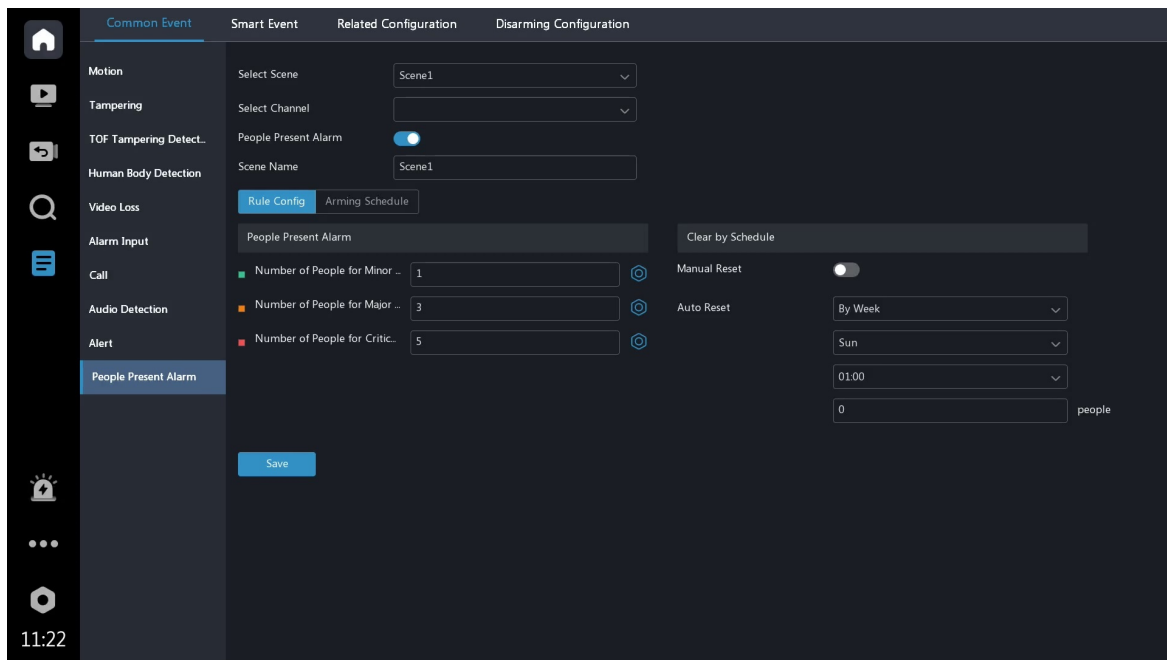 Common Event Smart Event Related Configuration Disarming Configuration
Motion
Tampering
TOF Tampering Detect...
Human Body Detection
Video Loss
Alarm Input
Call
Audio Detection
Alert
People Present Alarm
11:22
Select Scene Scene1
Select Channel
People Present Alarm
Scene Name Scene1
Rule Config Arming Schedule
People Present Alarm
Number of People for Minor ... 1
Number of People for Major ... 3
Number of People for Critic... 5
Clear by Schedule
Manual Reset
Auto Reset By Week
Sun
01:00
0 people
Save